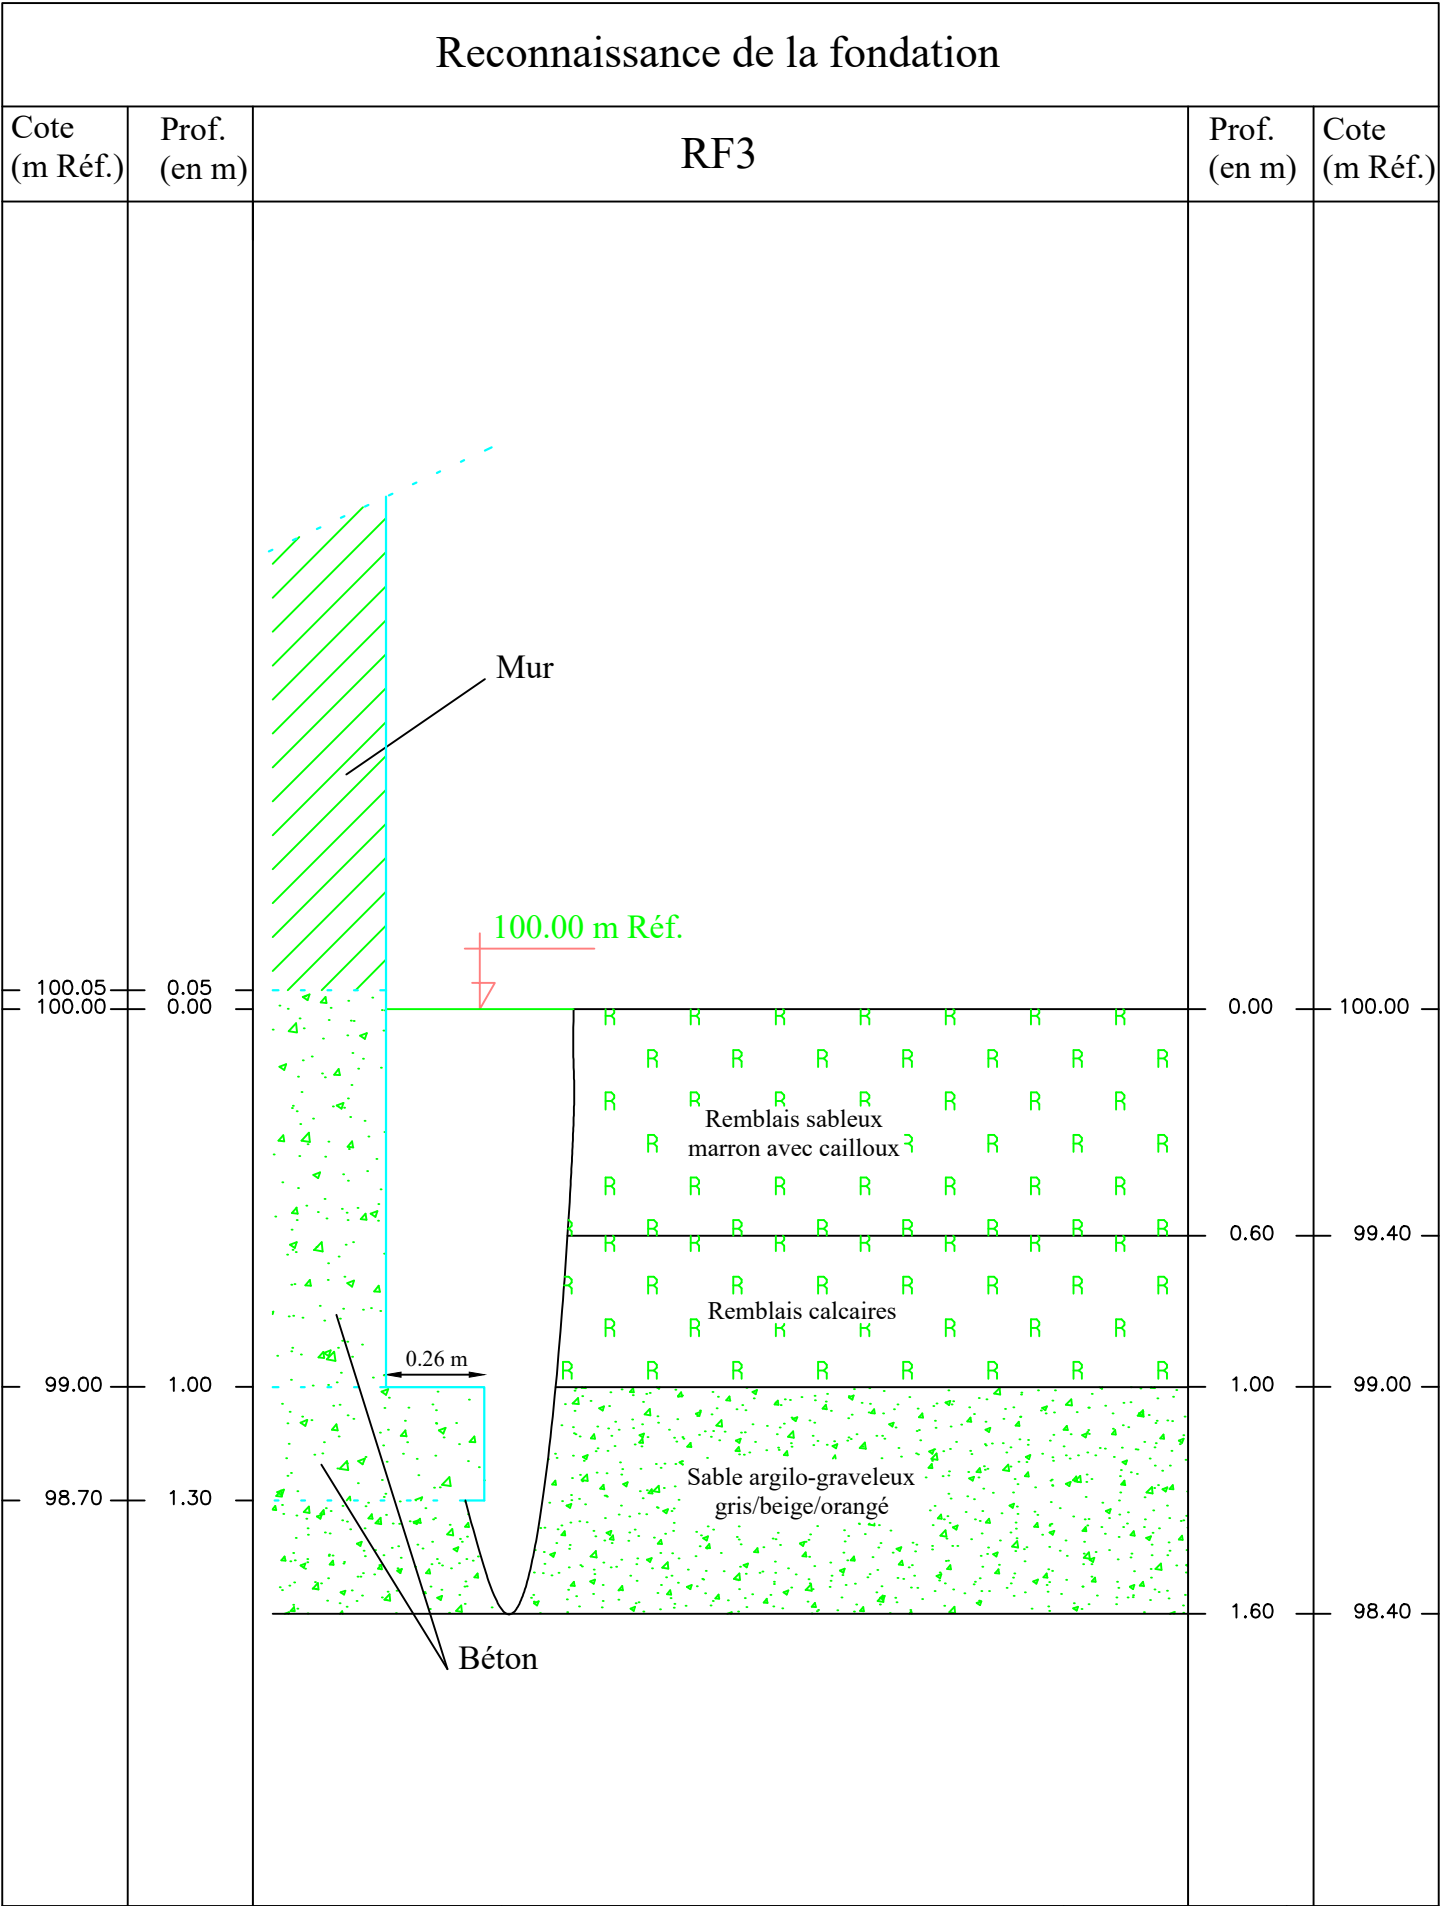 Reconnaissance de la fondation
Cote
(m Réf.)
Prof.
(en m)
RF3
Prof.
(en m)
Cote
(m Réf.)
Mur
100.00 m Réf.
100.05
0.05
100.00
0.00
0.00
100.00
R R R R R R R
R R R R R R R
R R R R R R R
Remblais sableux
marron avec cailloux
R R R R R
R R R R R R R
R R R R R R R R
0.60
99.40
R R R R R R R
R R R R R R R R
Remblais calcaires
R R R R R R R
0.26 m
R R R R R R R R
99.00
1.00
1.00
99.00
Sable argilo-graveleux
gris/beige/orangé
98.70
1.30
1.60
98.40
Béton